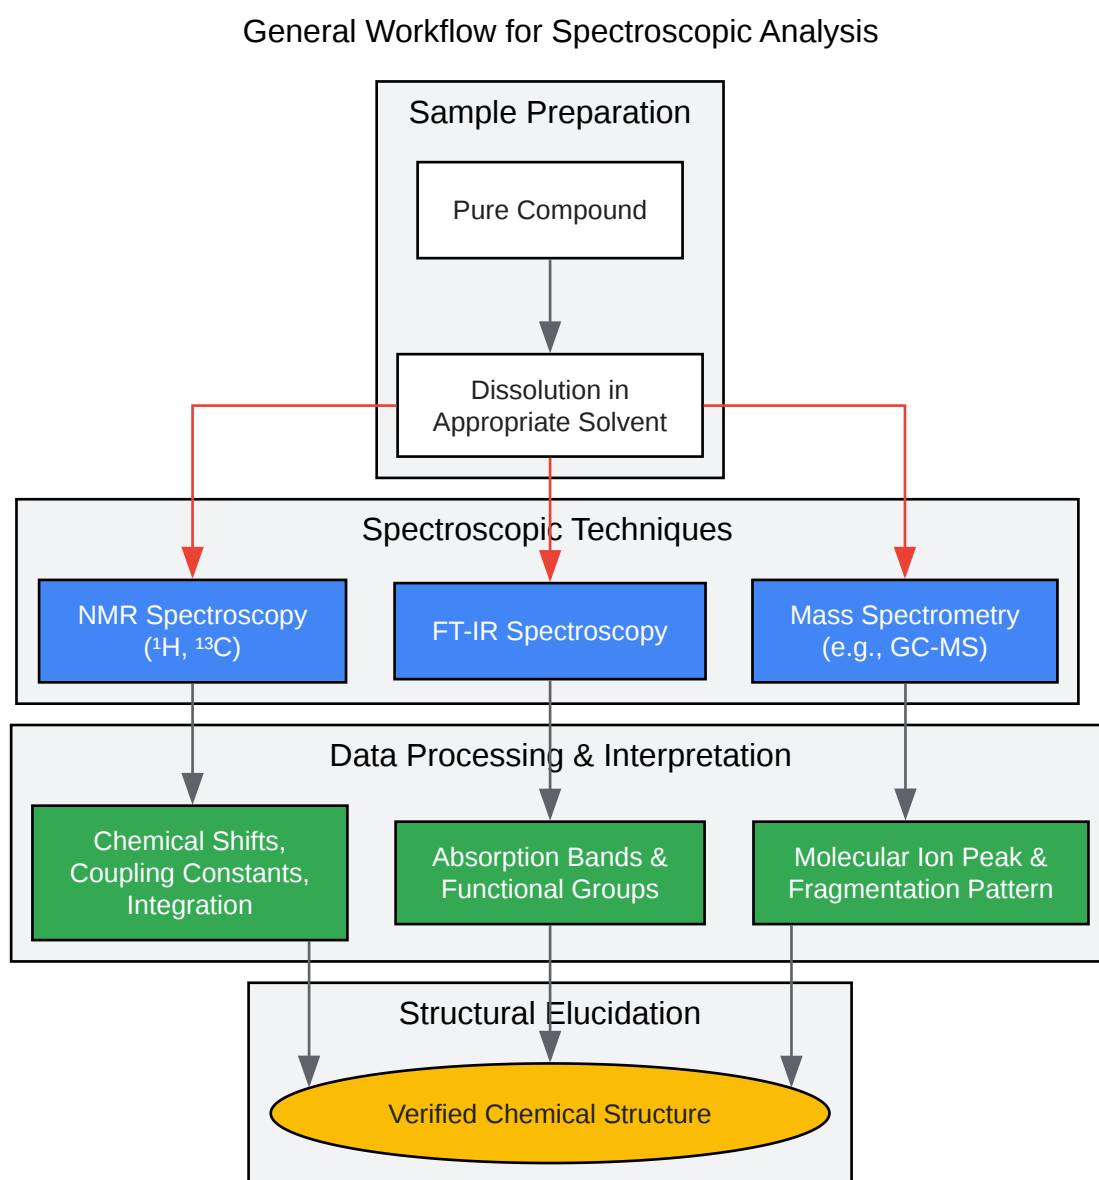 General Workflow for Spectroscopic Analysis
Sample Preparation
Pure Compound
Dissolution in
Appropriate Solvent
Spectroscopic Techniques
NMR Spectroscopy
(¹H, ¹³C)
FT-IR Spectroscopy
Mass Spectrometry
(e.g., GC-MS)
Data Processing & Interpretation
Chemical Shifts,
Coupling Constants,
Integration
Absorption Bands &
Functional Groups
Molecular Ion Peak &
Fragmentation Pattern
Structural Elucidation
Verified Chemical Structure